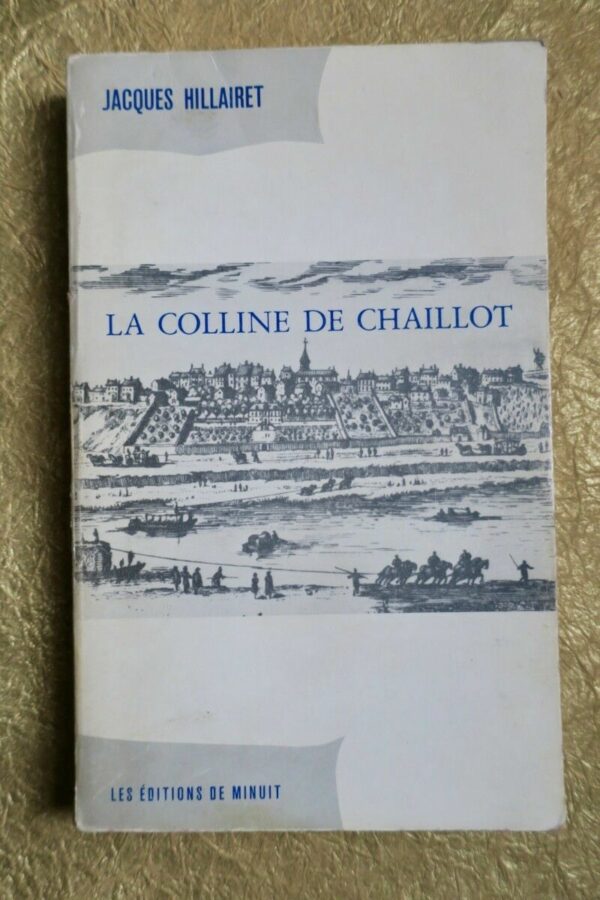 JACQUES HILLAIRET
LA COLLINE DE CHAILLOT
LES ÉDITIONS DE MINUIT